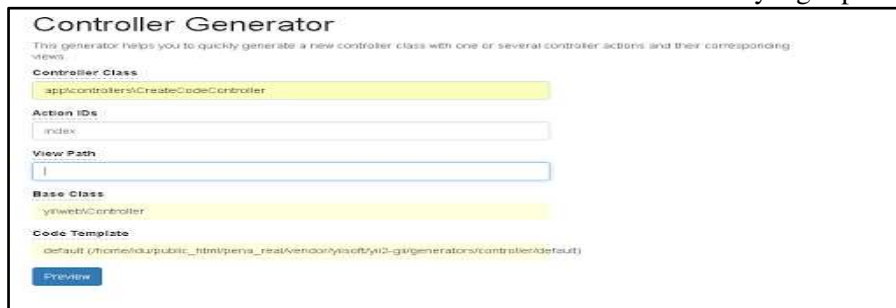 Controller Generator
This generator helps you to quickly generate a new controller class with one or several controller actions and their corresponding
views.
Controller Class
app\controllers\CreateCodeController
Action IDs
index
View Path
Base Class
yii\web\Controller
Code Template
default (/home/idu/public_html/pena_real/vendor/yiisoft/yii2-gii/generators/controller/default)
Preview